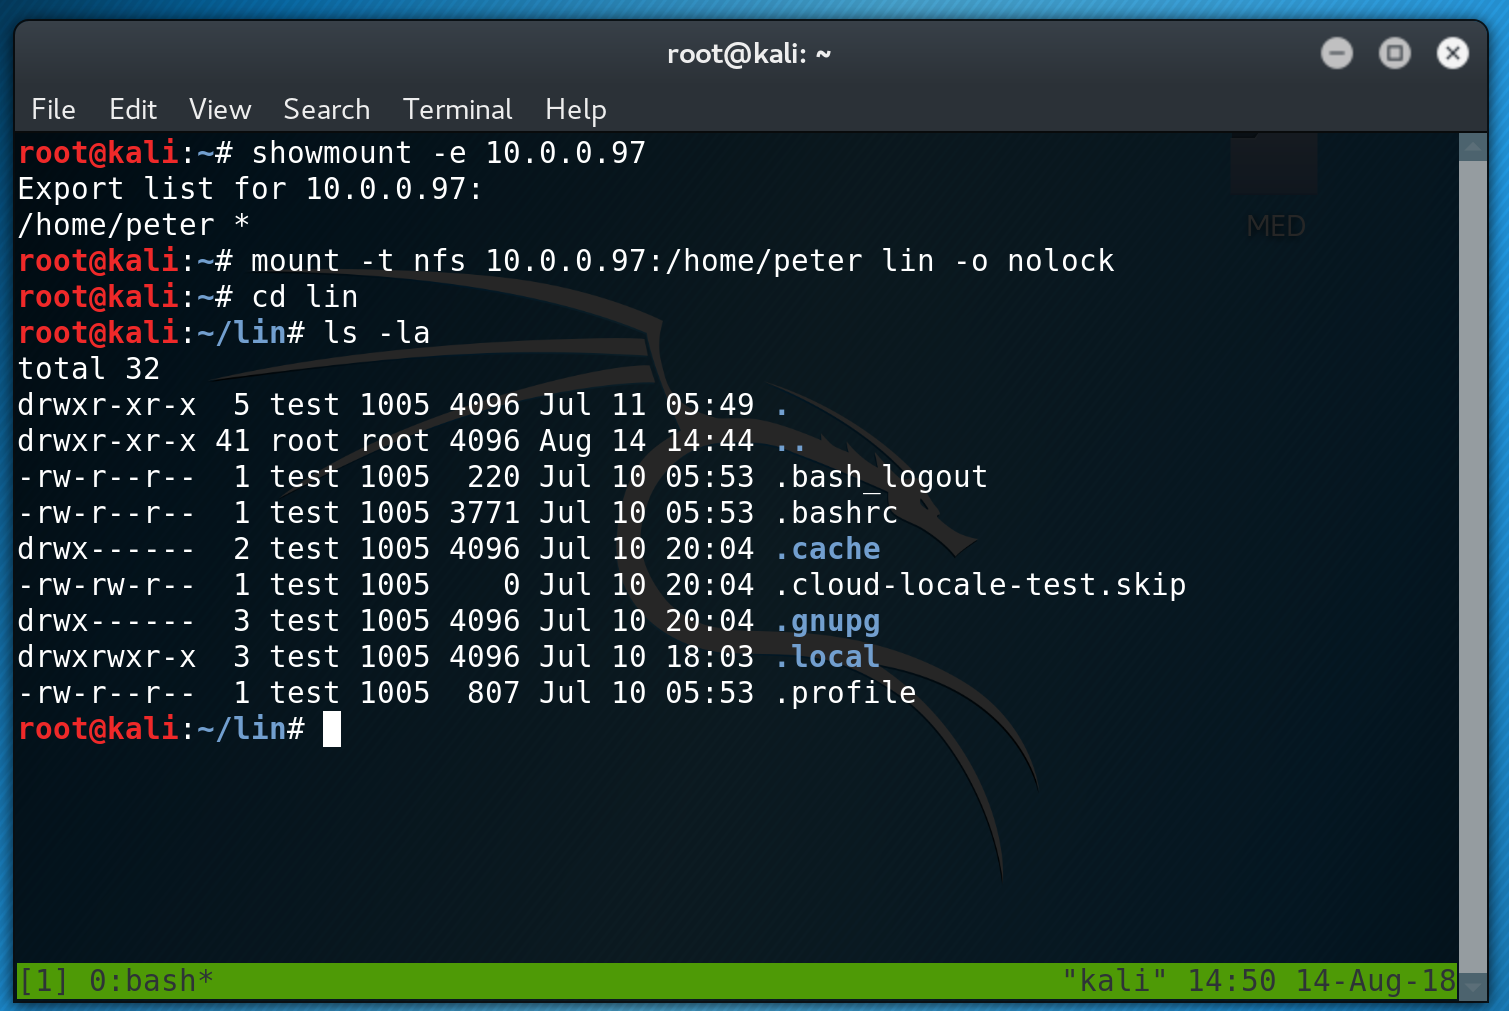 root@kali: ~
File Edit View Search Terminal Help
root@kali:~# showmount -e 10.0.0.97
Export list for 10.0.0.97:
/home/peter *
root@kali:~# mount -t nfs 10.0.0.97:/home/peter lin -o nolock
root@kali:~# cd lin
root@kali:~/lin# ls -la
total 32
drwxr-xr-x  5 test 1005 4096 Jul 11 05:49 .
drwxr-xr-x 41 root root 4096 Aug 14 14:44 ..
-rw-r--r--  1 test 1005  220 Jul 10 05:53 .bash_logout
-rw-r--r--  1 test 1005 3771 Jul 10 05:53 .bashrc
drwx------  2 test 1005 4096 Jul 10 20:04 .cache
-rw-rw-r--  1 test 1005    0 Jul 10 20:04 .cloud-locale-test.skip
drwx------  3 test 1005 4096 Jul 10 20:04 .gnupg
drwxrwxr-x  3 test 1005 4096 Jul 10 18:03 .local
-rw-r--r--  1 test 1005  807 Jul 10 05:53 .profile
root@kali:~/lin#
MED
[1] 0:bash* "kali" 14:50 14-Aug-18